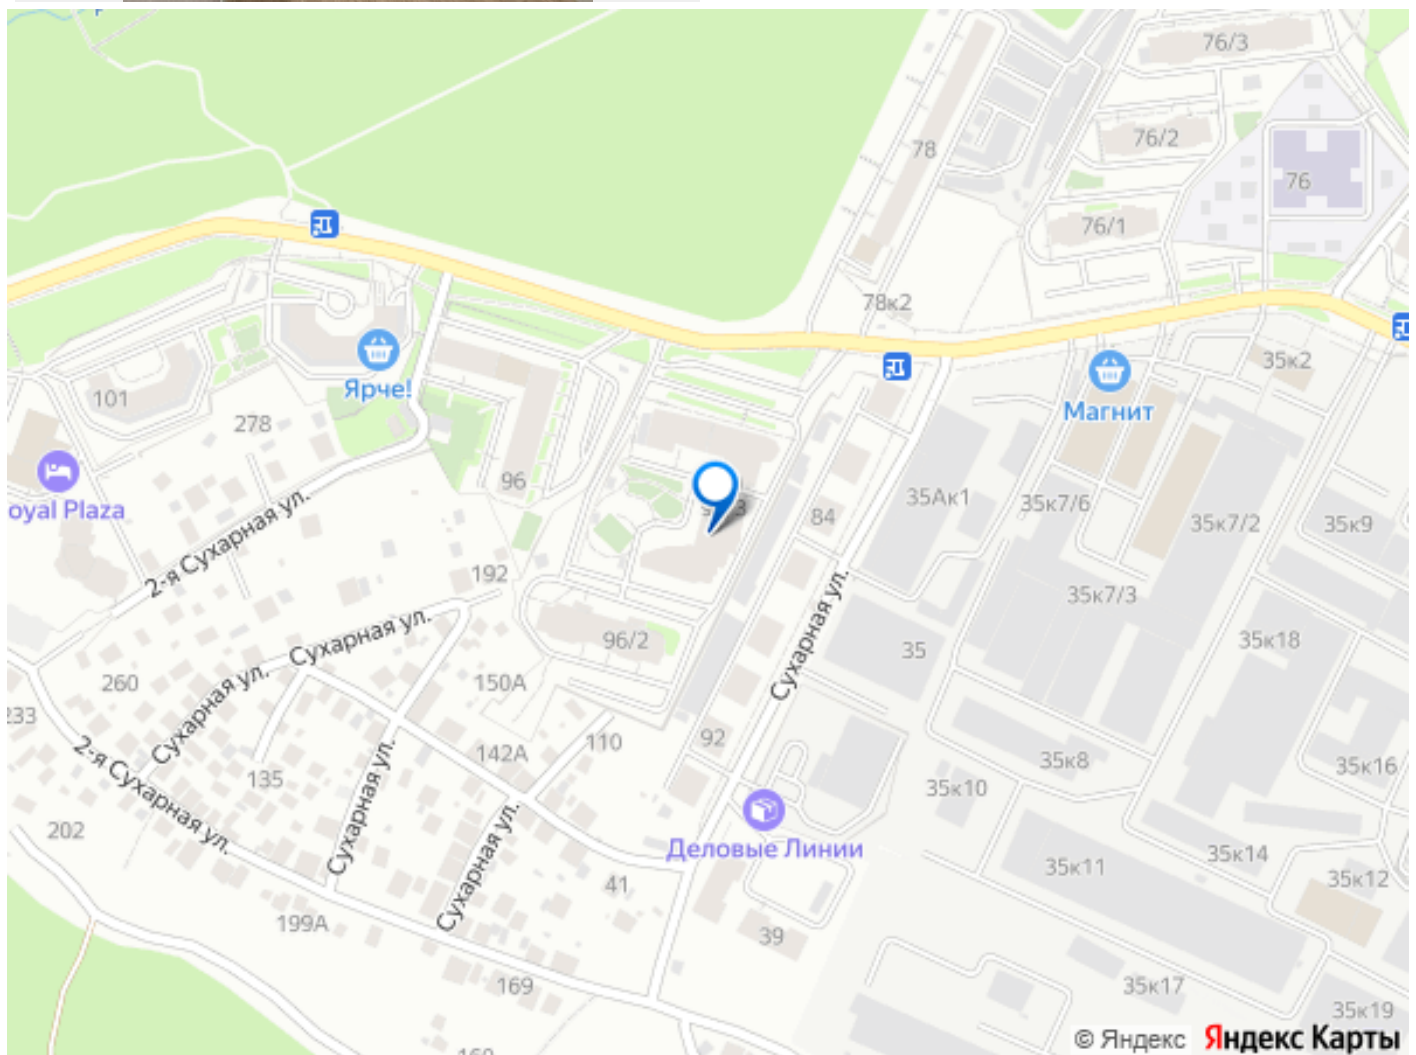 76/3
78
76/2
76
76/1
78к2
35к2
Ярче!
Магнит
101
278
96
oyal Plaza
84
35Ак1
35к7/6
35к7/2
35к9
2-я Сухарная ул.
192
35к7/3
Сухарная ул.
96/2
Сухарная ул.
35
35к18
260
Сухарная ул.
150А
233
110
92
142А
2-я Сухарная ул.
135
Сухарная ул.
35к8
35к16
35к10
202
Сухарная ул.
Деловые Линии
35к14
35к11
35к12
41
199А
39
169
35к17
35к19
© Яндекс Яндекс Карты